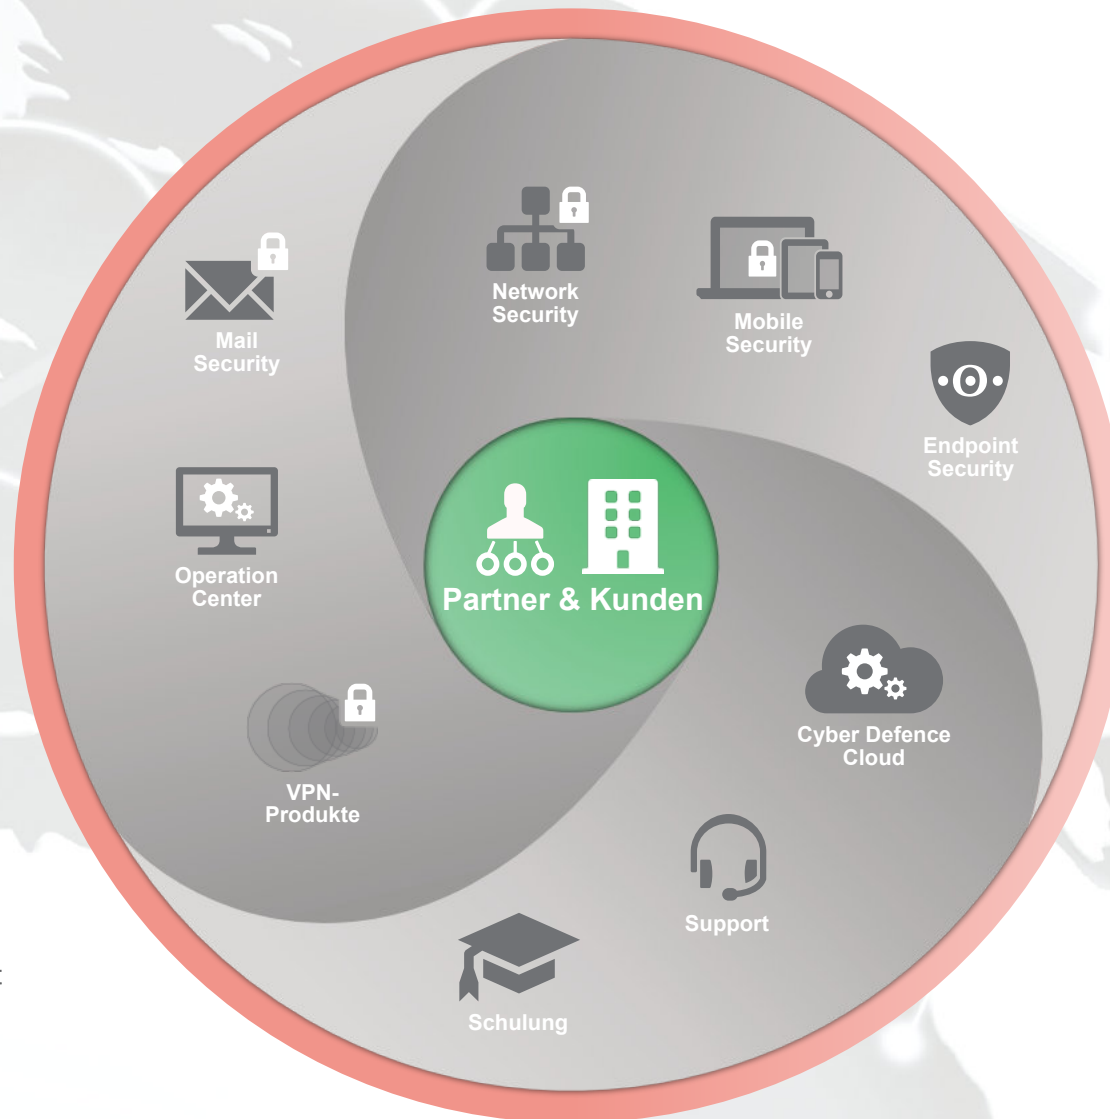 Network
Security
Mobile
Security
Mail
Security
Endpoint
Security
Operation
Center
Partner & Kunden
Cyber Defence
Cloud
VPN-
Produkte
Support
Schulung